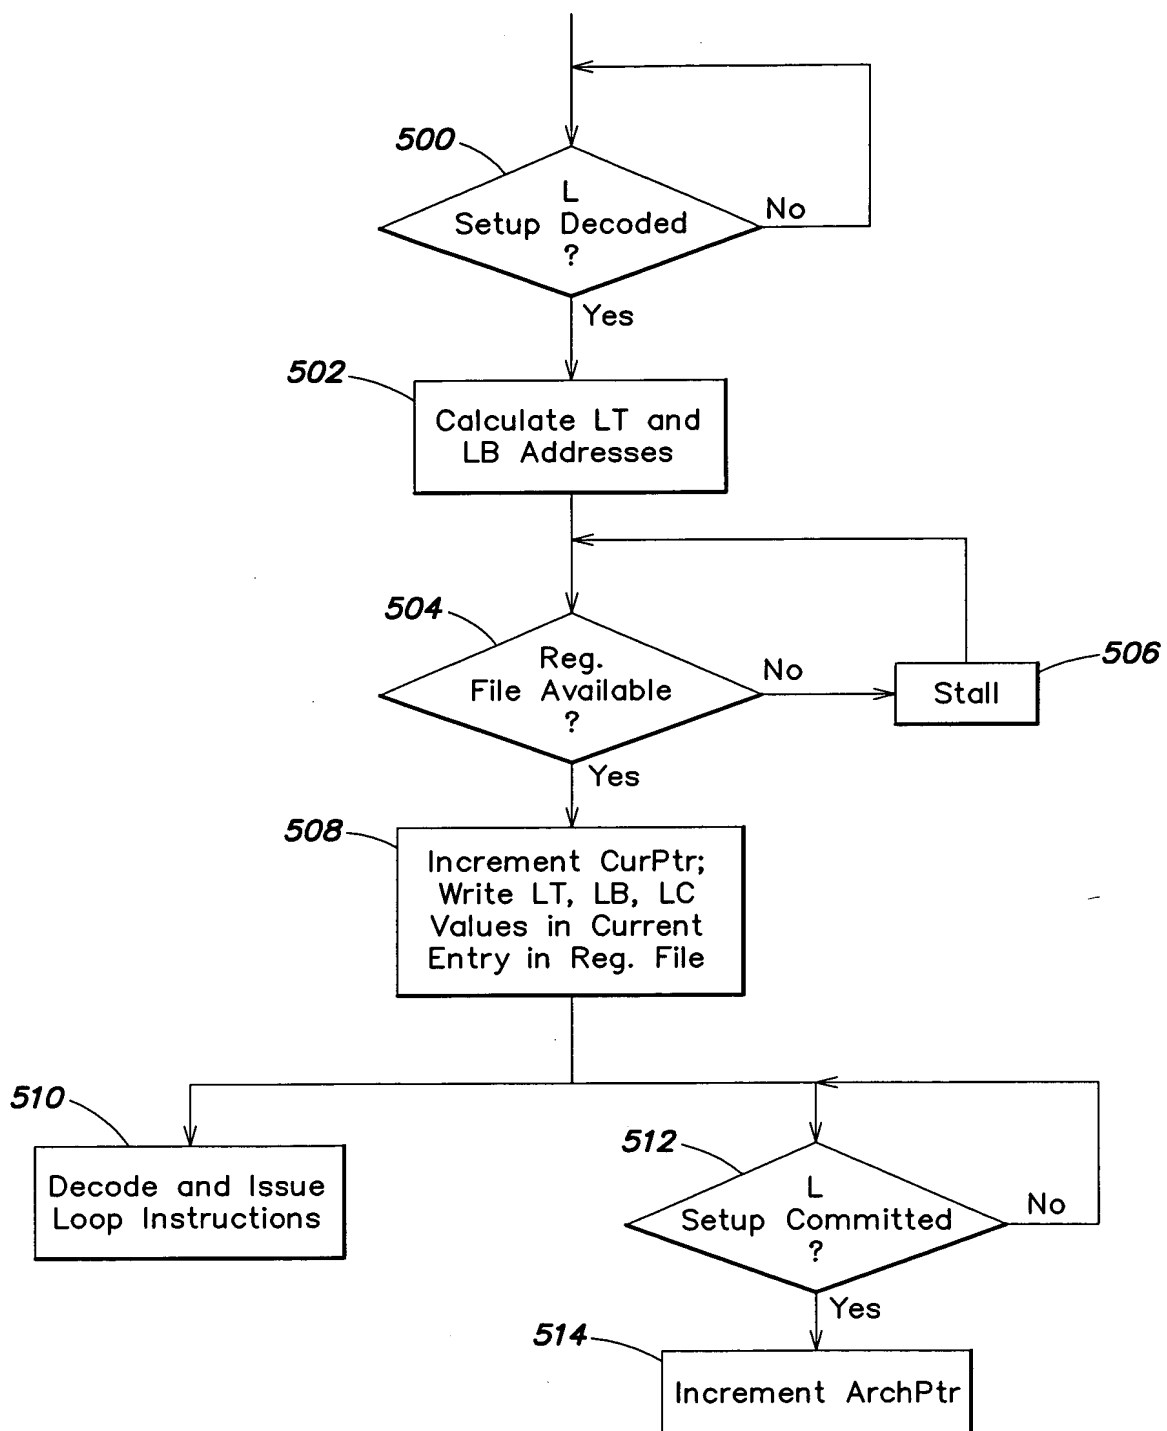 500
L
Setup Decoded
?
No
Yes
502
Calculate LT and
LB Addresses
504
Reg.
File Available
?
No
506
Stall
Yes
508
Increment CurPtr;
Write LT, LB, LC
Values in Current
Entry in Reg. File
510
Decode and Issue
Loop Instructions
512
L
Setup Committed
?
No
Yes
514
Increment ArchPtr